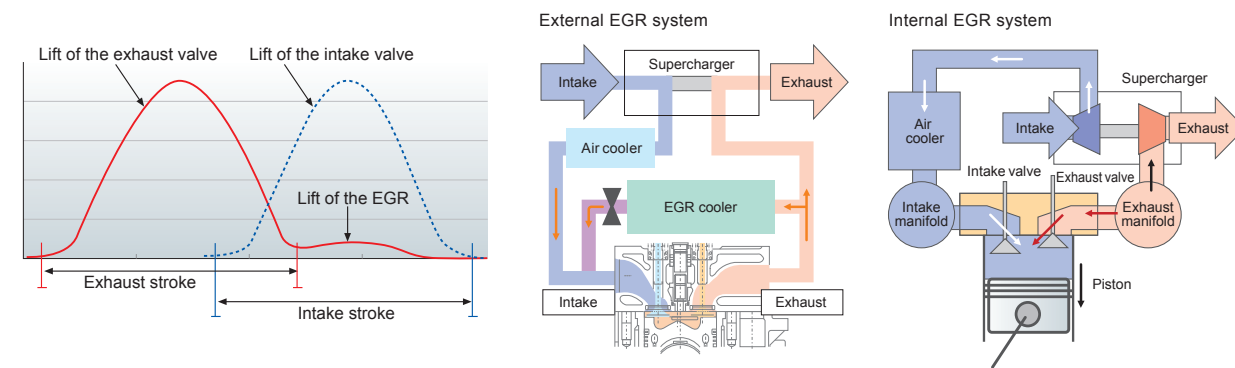 Lift of the exhaust valve
Lift of the intake valve
Lift of the EGR
Exhaust stroke
Intake stroke
External EGR system
Supercharger
Intake
Exhaust
Air cooler
EGR cooler
Intake
Exhaust
Internal EGR system
Supercharger
Air
cooler
Intake
Exhaust
Intake valve
Exhaust valve
Intake
manifold
Exhaust
manifold
Piston